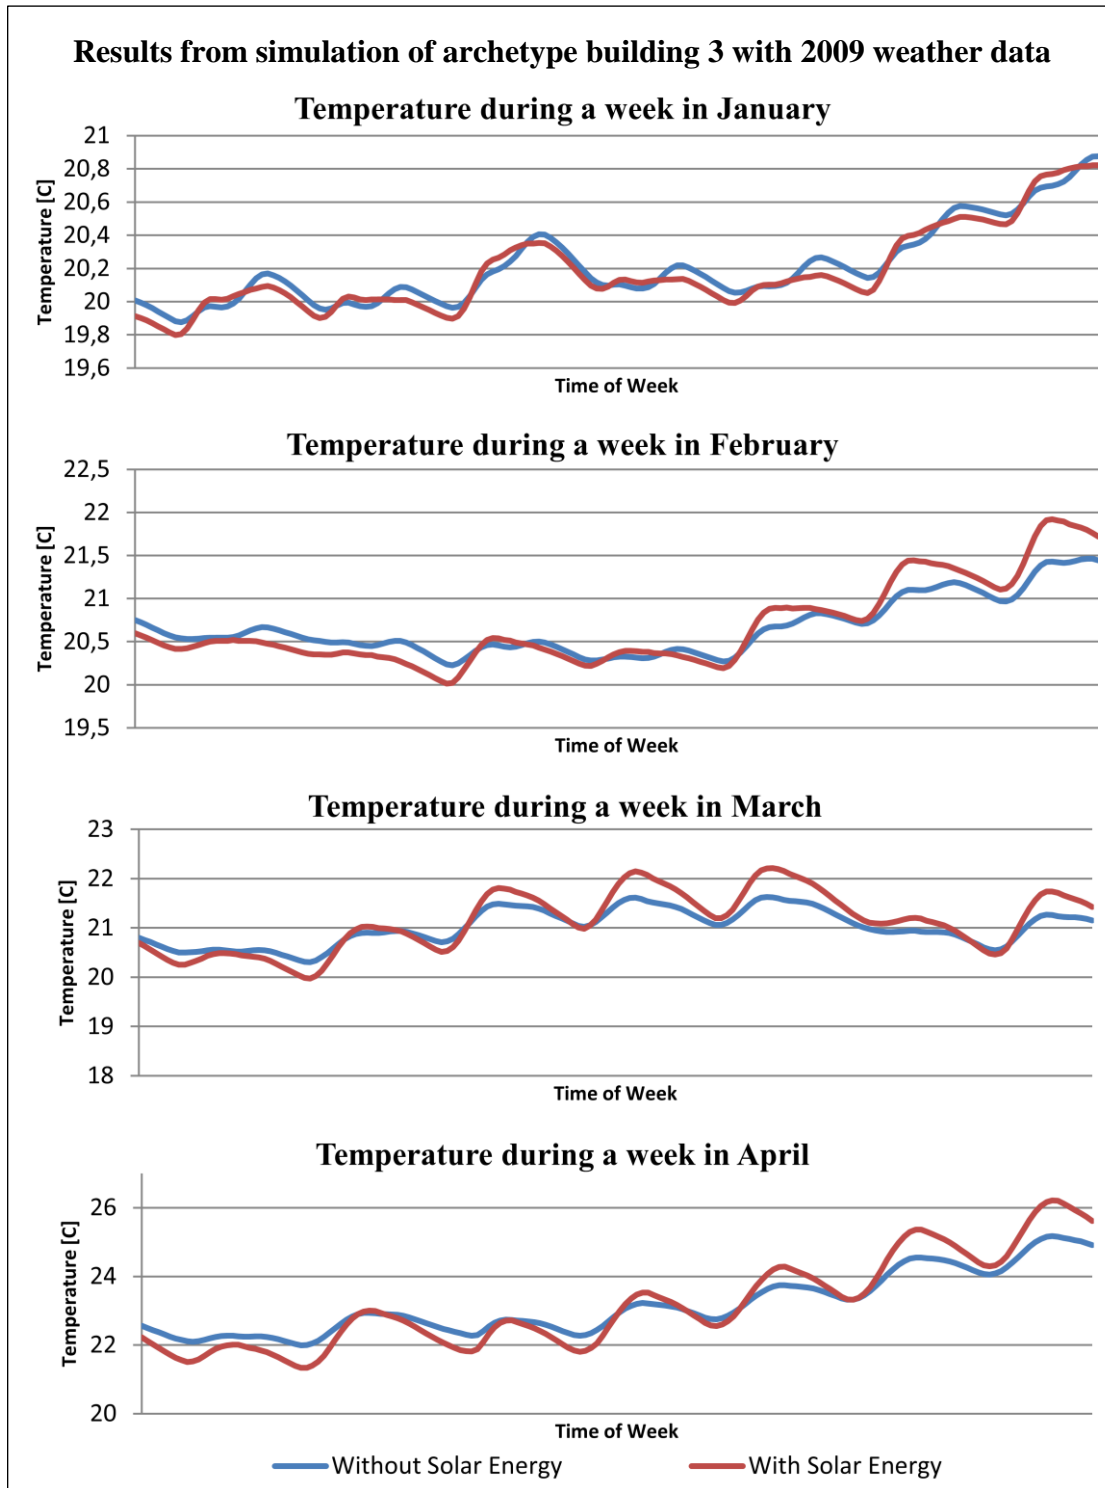 Results from simulation of archetype building 3 with 2009 weather data
Temperature during a week in January
Temperature [C]
21
20,8
20,6
20,4
20,2
20
19,8
19,6
Time of Week
Temperature during a week in February
Temperature [C]
22,5
22
21,5
21
20,5
20
19,5
Time of Week
Temperature during a week in March
Temperature [C]
23
22
21
20
19
18
Time of Week
Temperature during a week in April
Temperature [C]
26
24
22
20
Time of Week
Without Solar Energy
With Solar Energy